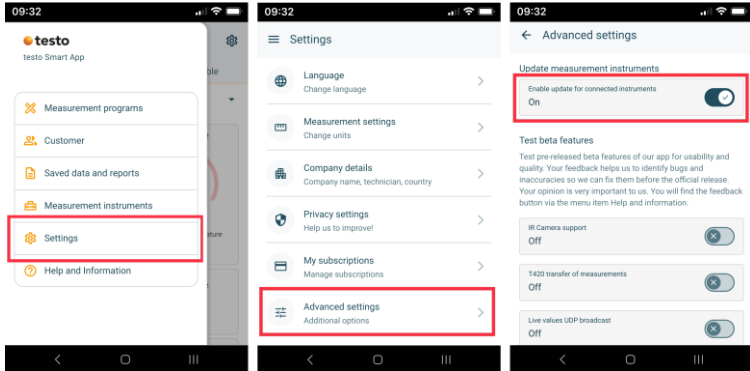 09:32
testo
testo Smart App
ble
Measurement programs
Customer
Saved data and reports
Measurement instruments
Settings
ature
Help and Information
09:32
Settings
Language
Change language
Measurement settings
Change units
Company details
Company name, technician, country
Privacy settings
Help us to improve!
My subscriptions
Manage subscriptions
Advanced settings
Additional options
09:32
Advanced settings
Update measurement instruments
Enable update for connected instruments
On
Test beta features
Test pre-released beta features of our app for usability and
quality. Your feedback helps us to identify bugs and
inaccuracies so we can fix them before the official release.
Your opinion is very important to us. You will find the feedback
button via the menu item Help and information.
IR Camera support
Off
T420 transfer of measurements
Off
Live values UDP broadcast
Off